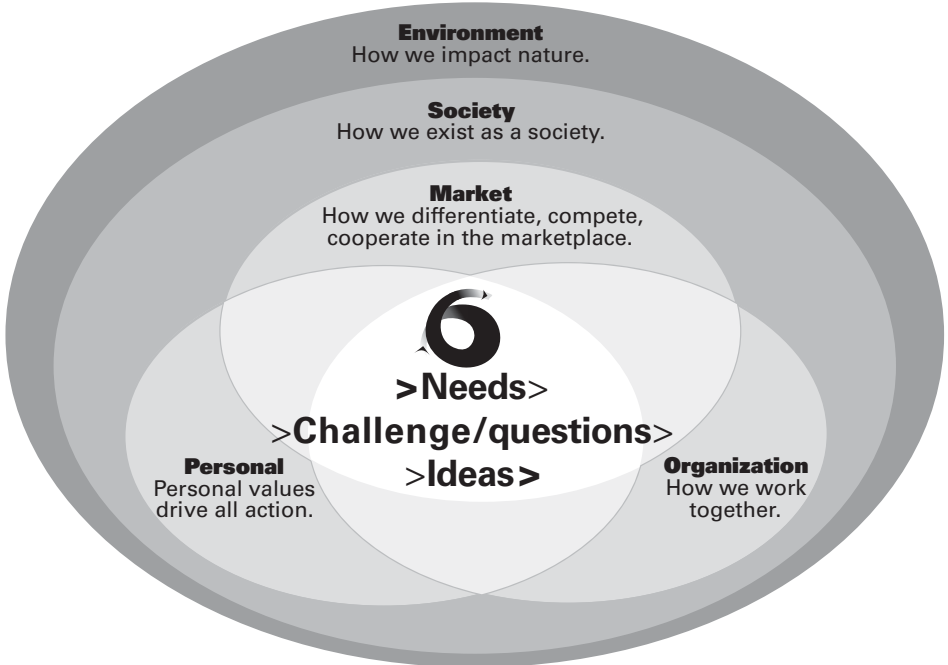 Environment
How we impact nature.
Society
How we exist as a society.
Market
How we differentiate, compete,
cooperate in the marketplace.
6
>Needs>
>Challenge/questions>
>Ideas>
Personal
Personal values
drive all action.
Organization
How we work
together.